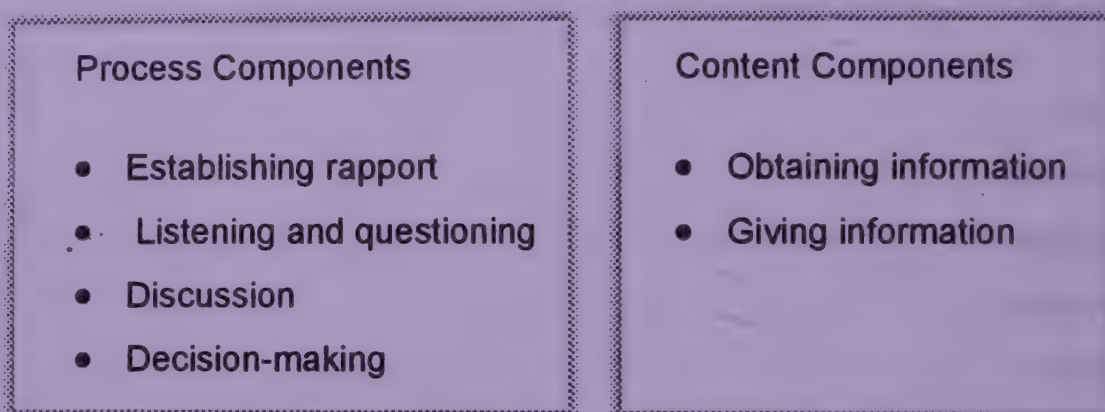 Process Components
• Establishing rapport
• Listening and questioning
• Discussion
• Decision-making
Content Components
• Obtaining information
• Giving information